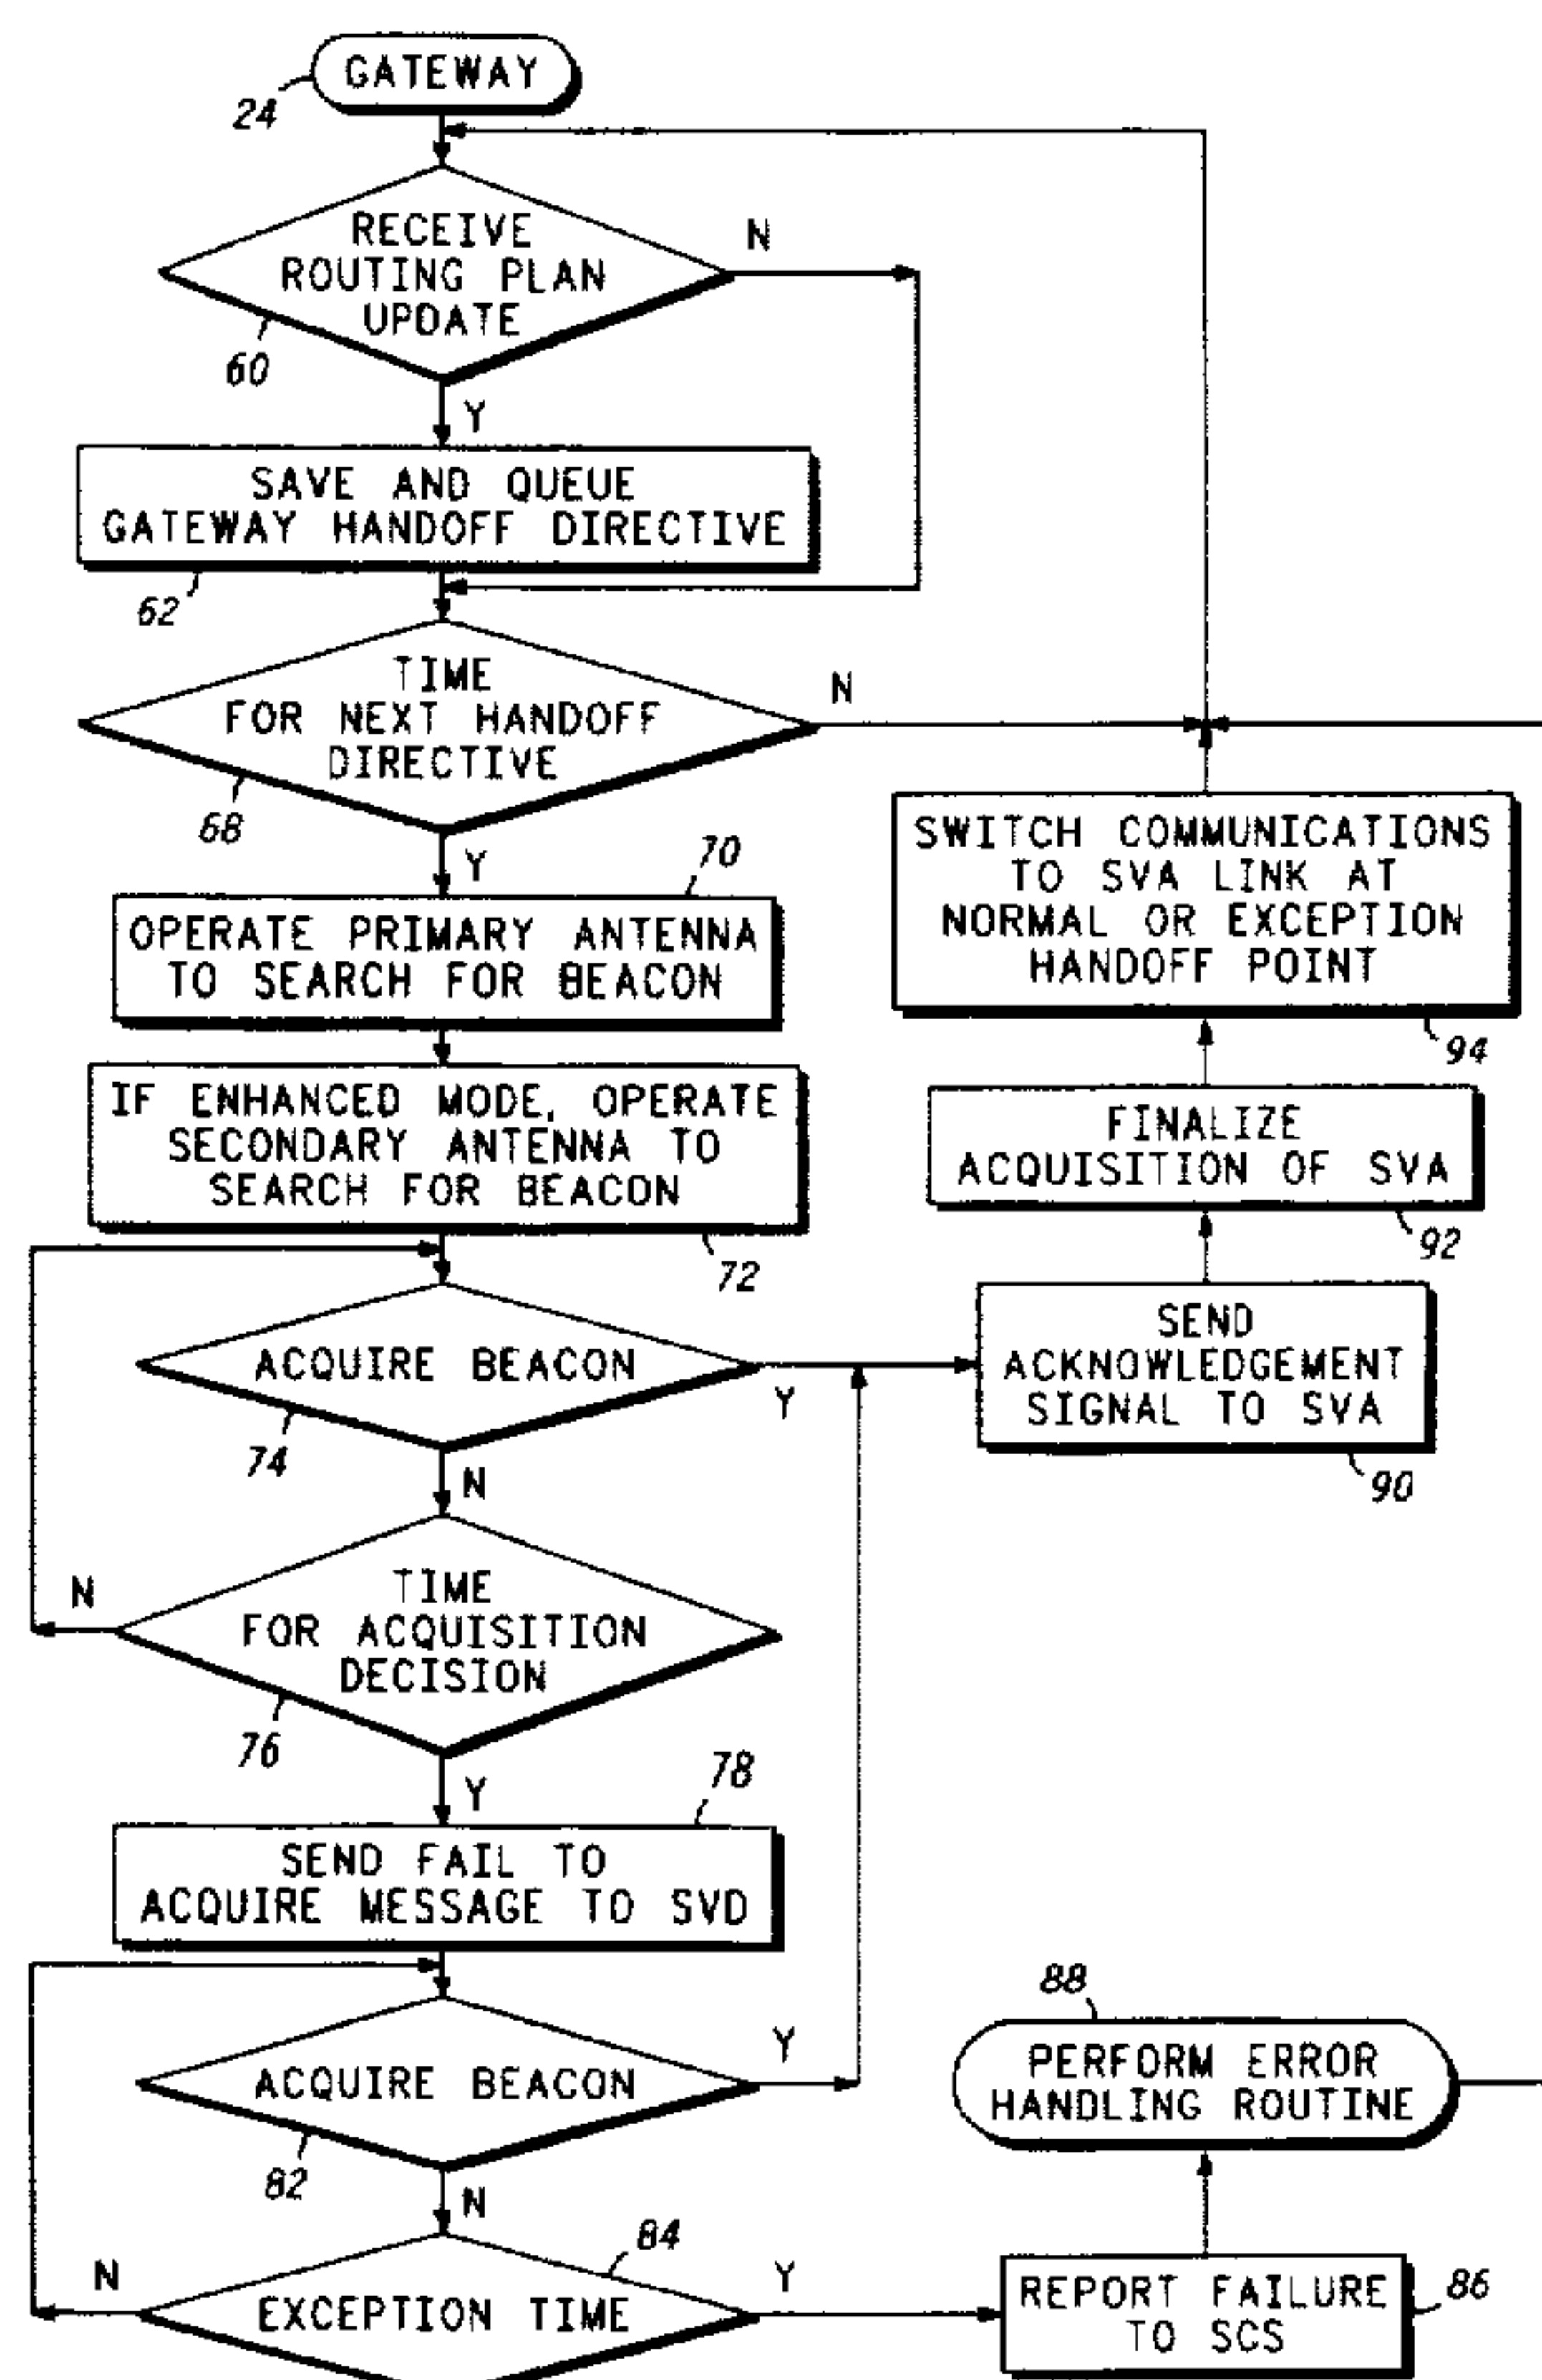 GATEWAY
24
RECEIVE
ROUTING PLAN
UPDATE
N
60
Y
SAVE AND QUEUE
GATEWAY HANDOFF DIRECTIVE
62
TIME
FOR NEXT HANDOFF
DIRECTIVE
N
68
Y
70
OPERATE PRIMARY ANTENNA
TO SEARCH FOR BEACON
IF ENHANCED MODE, OPERATE
SECONDARY ANTENNA TO
SEARCH FOR BEACON
72
ACQUIRE BEACON
Y
74
N
TIME
FOR ACQUISITION
DECISION
N
76
Y
78
SEND FAIL TO
ACQUIRE MESSAGE TO SVD
ACQUIRE BEACON
Y
82
N
84
EXCEPTION TIME
N
Y
REPORT FAILURE
TO SCS
86
88
PERFORM ERROR
HANDLING ROUTINE
SEND
ACKNOWLEDGEMENT
SIGNAL TO SVA
90
FINALIZE
ACQUISITION OF SVA
92
SWITCH COMMUNICATIONS
TO SVA LINK AT
NORMAL OR EXCEPTION
HANDOFF POINT
94